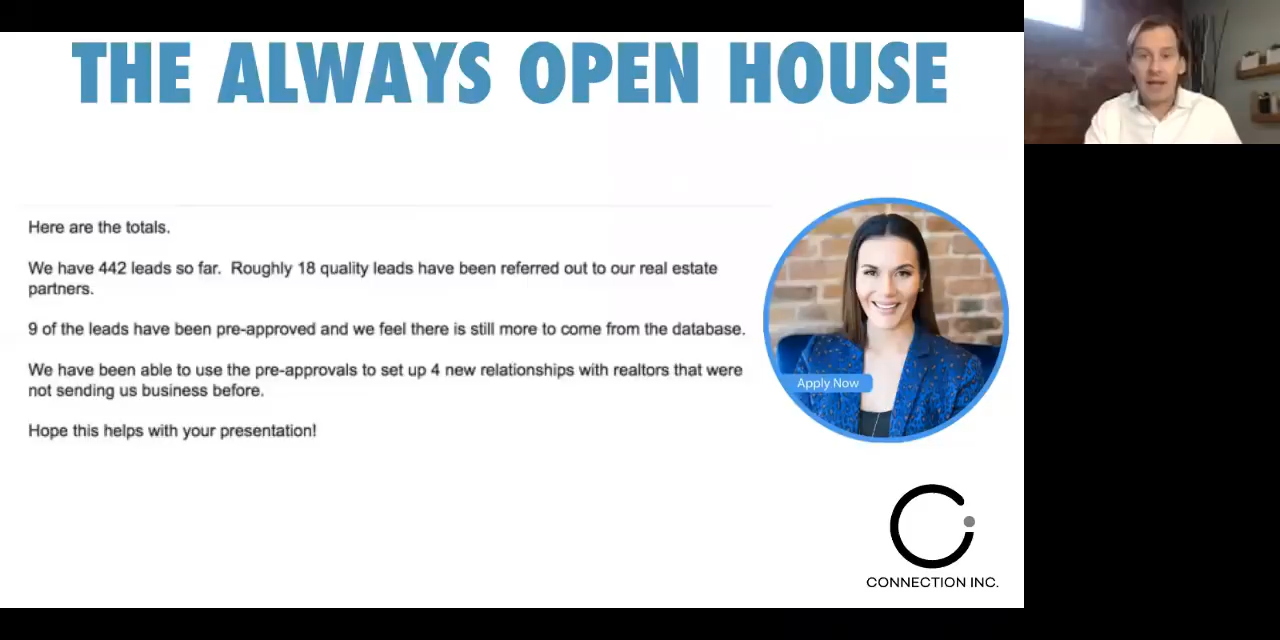 THE ALWAYS OPEN HOUSE
Here are the totals.
We have 442 leads so far.  Roughly 18 quality leads have been referred out to our real estate
partners.
9 of the leads have been pre-approved and we feel there is still more to come from the database.
We have been able to use the pre-approvals to set up 4 new relationships with realtors that were
not sending us business before.
Hope this helps with your presentation!
Apply Now
CONNECTION INC.